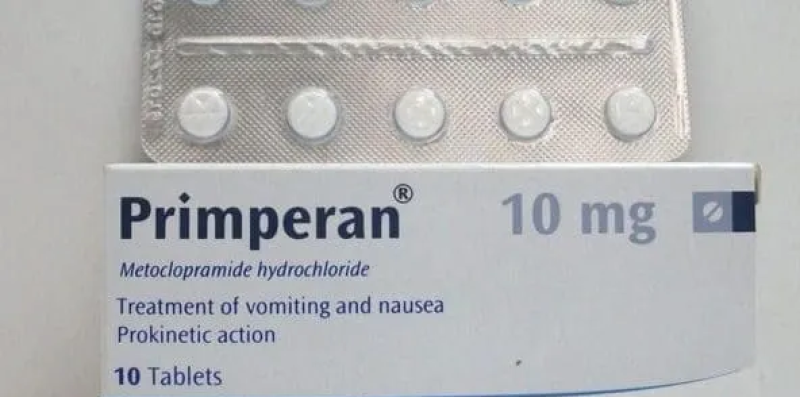 Primperan® 10 mg
Metoclopramide hydrochloride
Treatment of vomiting and nausea
Prokinetic action
10 Tablets